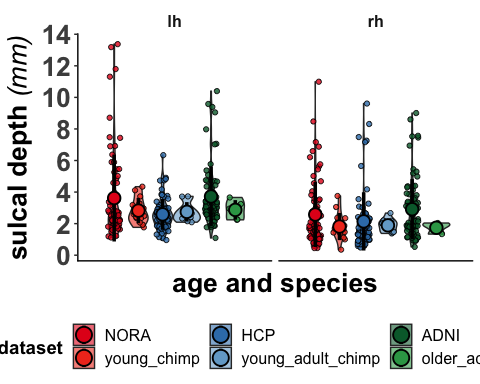 lh rh
14
12
10
8
6
4
2
0
sulcal depth (mm)
age and species
dataset
NORA HCP ADNI
young_chimp young_adult_chimp